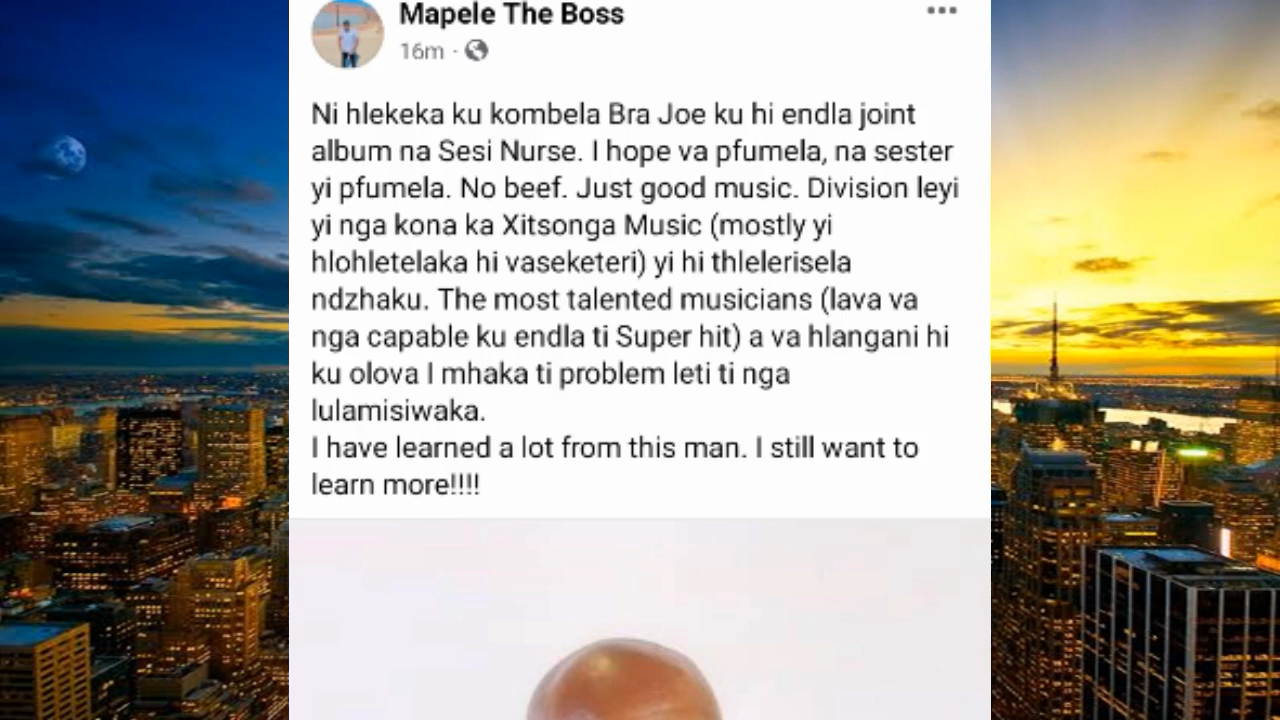 Mapele The Boss
16m ·
Ni hlekeka ku kombela Bra Joe ku hi endla joint
album na Sesi Nurse. I hope va pfumela, na sester
yi pfumela. No beef. Just good music. Division leyi
yi nga kona ka Xitsonga Music (mostly yi
hlohletelaka hi vaseketeri) yi hi thlelerisela
ndzhaku. The most talented musicians (lava va
nga capable ku endla ti Super hit) a va hlangani hi
ku olova I mhaka ti problem leti ti nga
lulamisiwaka.
I have learned a lot from this man. I still want to
learn more!!!!